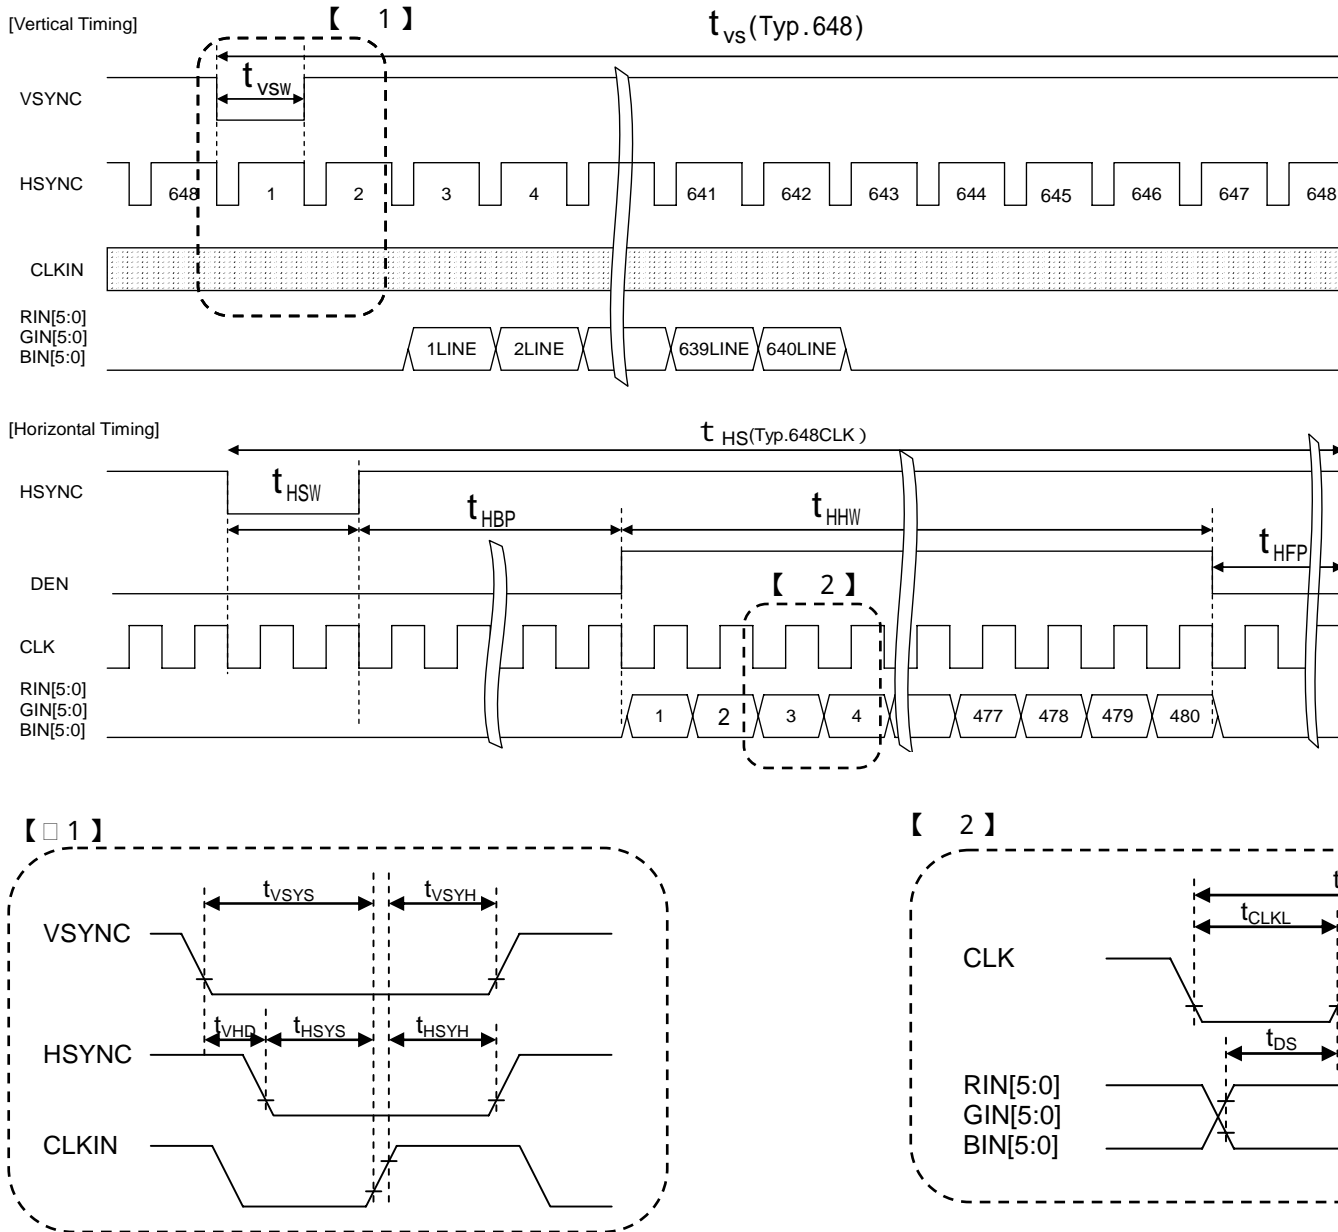 [Vertical Timing]
【 1 】
tVS(Typ.648)
tVSW
VSYNC
HSYNC
648 1 2 3 4 641 642 643 644 645 646 647 648
CLKIN
RIN[5:0]
GIN[5:0]
BIN[5:0]
1LINE 2LINE 639LINE 640LINE
[Horizontal Timing]
t HS(Typ.648CLK )
HSYNC
tHSW
tHBP
tHHW
tHFP
DEN
【 2 】
CLK
RIN[5:0]
GIN[5:0]
BIN[5:0]
1 2 3 4 477 478 479 480
【□ 1 】
tVSYS tVSYH
VSYNC
tVHD tHSYS tHSYH
HSYNC
CLKIN
【 2 】
t
tCLKL
CLK
tDS
RIN[5:0]
GIN[5:0]
BIN[5:0]